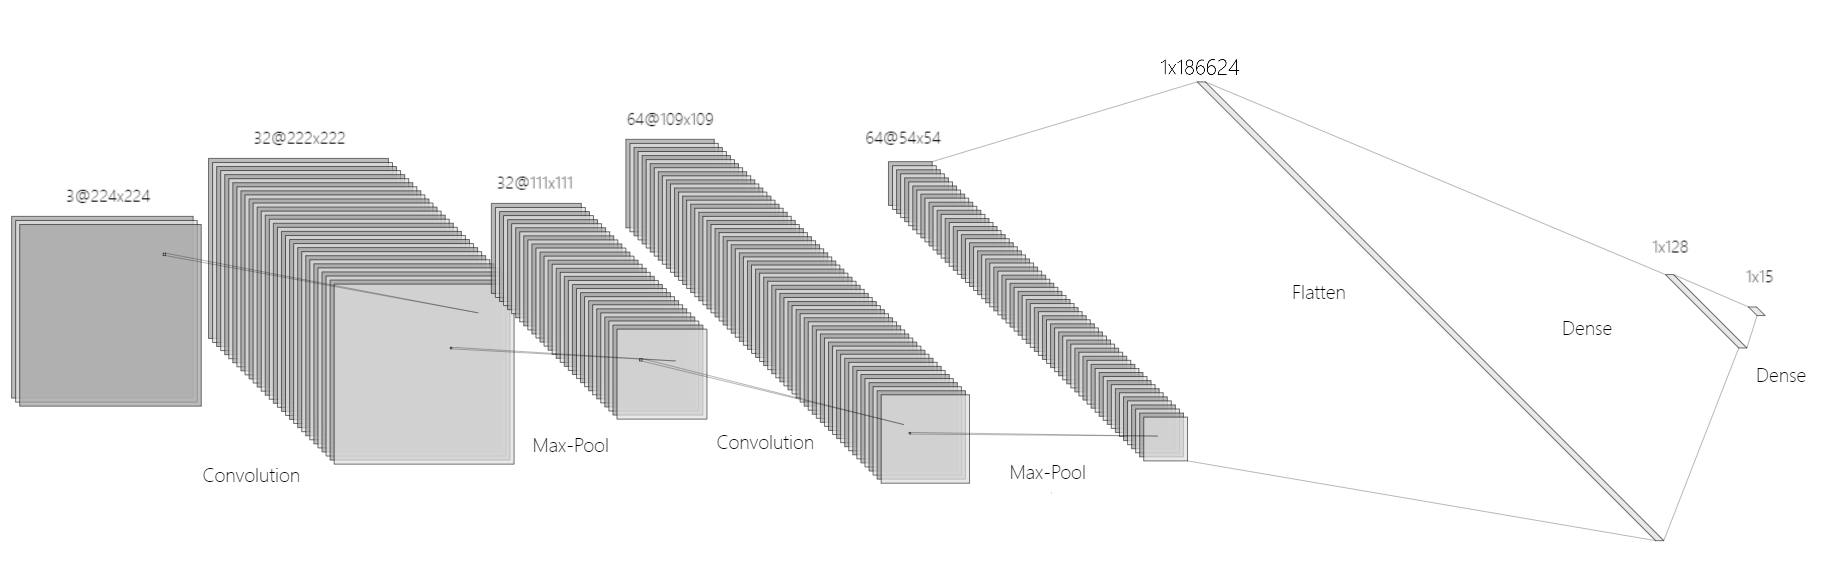 3@224x224
32@222x222
32@111x111
64@109x109
64@54x54
1x186624
1x128
1x15
Convolution
Max-Pool
Convolution
Max-Pool
Flatten
Dense
Dense